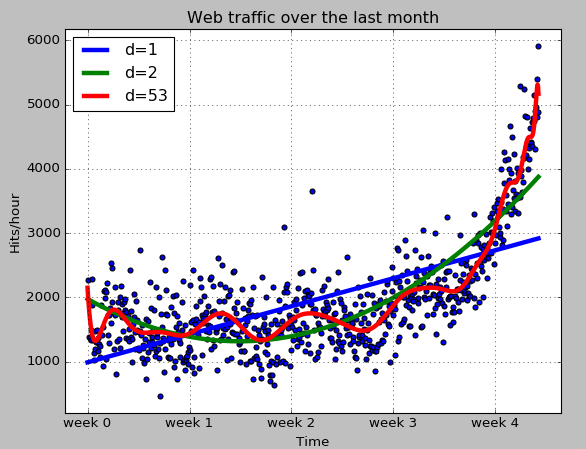 Web traffic over the last month
d=1
d=2
d=53
6000
5000
4000
3000
2000
1000
Hits/hour
week 0 week 1 week 2 week 3 week 4
Time